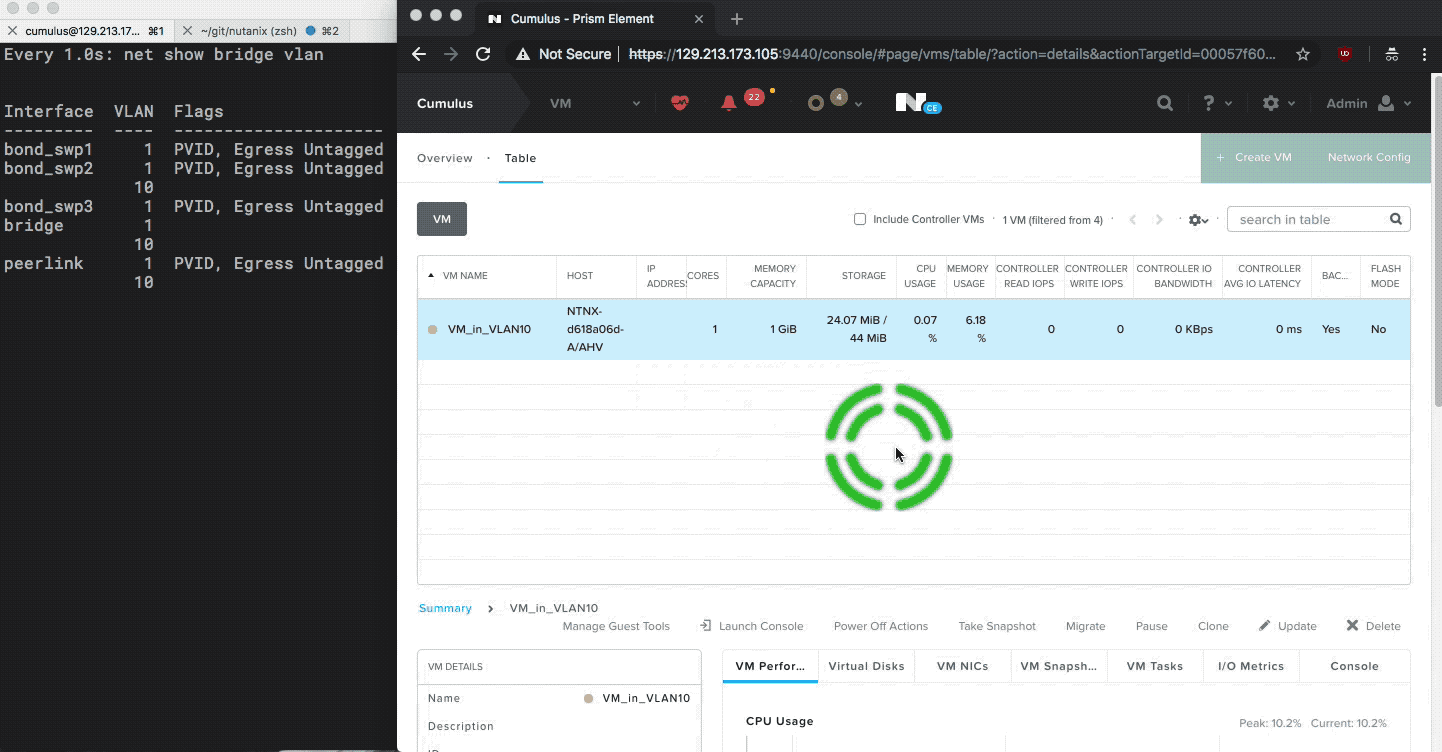 cumulus@129.213.17... ⌘1
~/git/nutanix (zsh) ⌘2
Every 1.0s: net show bridge vlan
Interface  VLAN  Flags
---------  ----  ---------------------
bond_swp1     1  PVID, Egress Untagged
bond_swp2     1  PVID, Egress Untagged
10
bond_swp3     1  PVID, Egress Untagged
bridge        1
10
peerlink      1  PVID, Egress Untagged
10
Cumulus - Prism Element
Not Secure | https://129.213.173.105:9440/console/#page/vms/table/?action=details&actionTargetId=00057f60...
Cumulus
VM
22
4
CE
?
Admin
Overview · Table
+ Create VM
Network Config
VM
Include Controller VMs · 1 VM (filtered from 4) ·
search in table
VM NAME
HOST
IP
ADDRES
CORES
MEMORY
CAPACITY
STORAGE
CPU
USAGE
MEMORY
USAGE
CONTROLLER
READ IOPS
CONTROLLER
WRITE IOPS
CONTROLLER IO
BANDWIDTH
CONTROLLER
AVG IO LATENCY
BAC...
FLASH
MODE
VM_in_VLAN10
NTNX-
d618a06d-
A/AHV
1
1 GiB
24.07 MiB /
44 MiB
0.07
%
6.18
%
0
0
0 KBps
0 ms
Yes
No
Summary > VM_in_VLAN10
Manage Guest Tools
Launch Console
Power Off Actions
Take Snapshot
Migrate
Pause
Clone
Update
Delete
VM DETAILS
Name
VM_in_VLAN10
Description
VM Perfor...
Virtual Disks
VM NICs
VM Snapsh...
VM Tasks
I/O Metrics
Console
CPU Usage
Peak: 10.2% Current: 10.2%